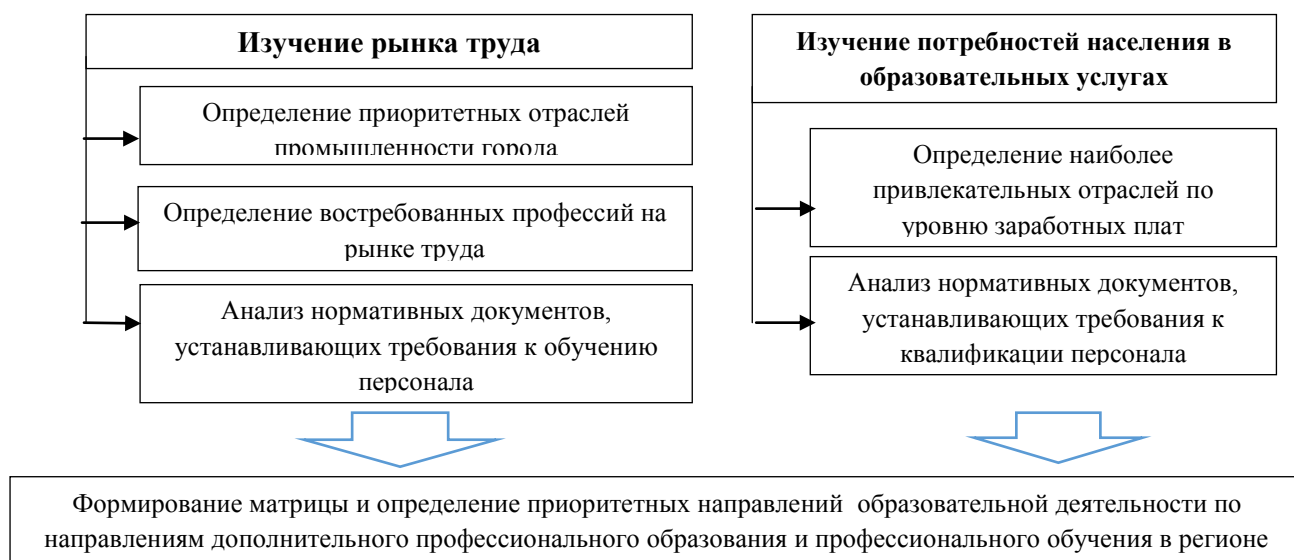 Изучение рынка труда
Определение приоритетных отраслей
промышленности города
Определение востребованных профессий на
рынке труда
Анализ нормативных документов,
устанавливающих требования к обучению
персонала
Изучение потребностей населения в
образовательных услугах
Определение наиболее
привлекательных отраслей по
уровню заработных плат
Анализ нормативных документов,
устанавливающих требования к
квалификации персонала
Формирование матрицы и определение приоритетных направлений образовательной деятельности по
направлениям дополнительного профессионального образования и профессионального обучения в регионе